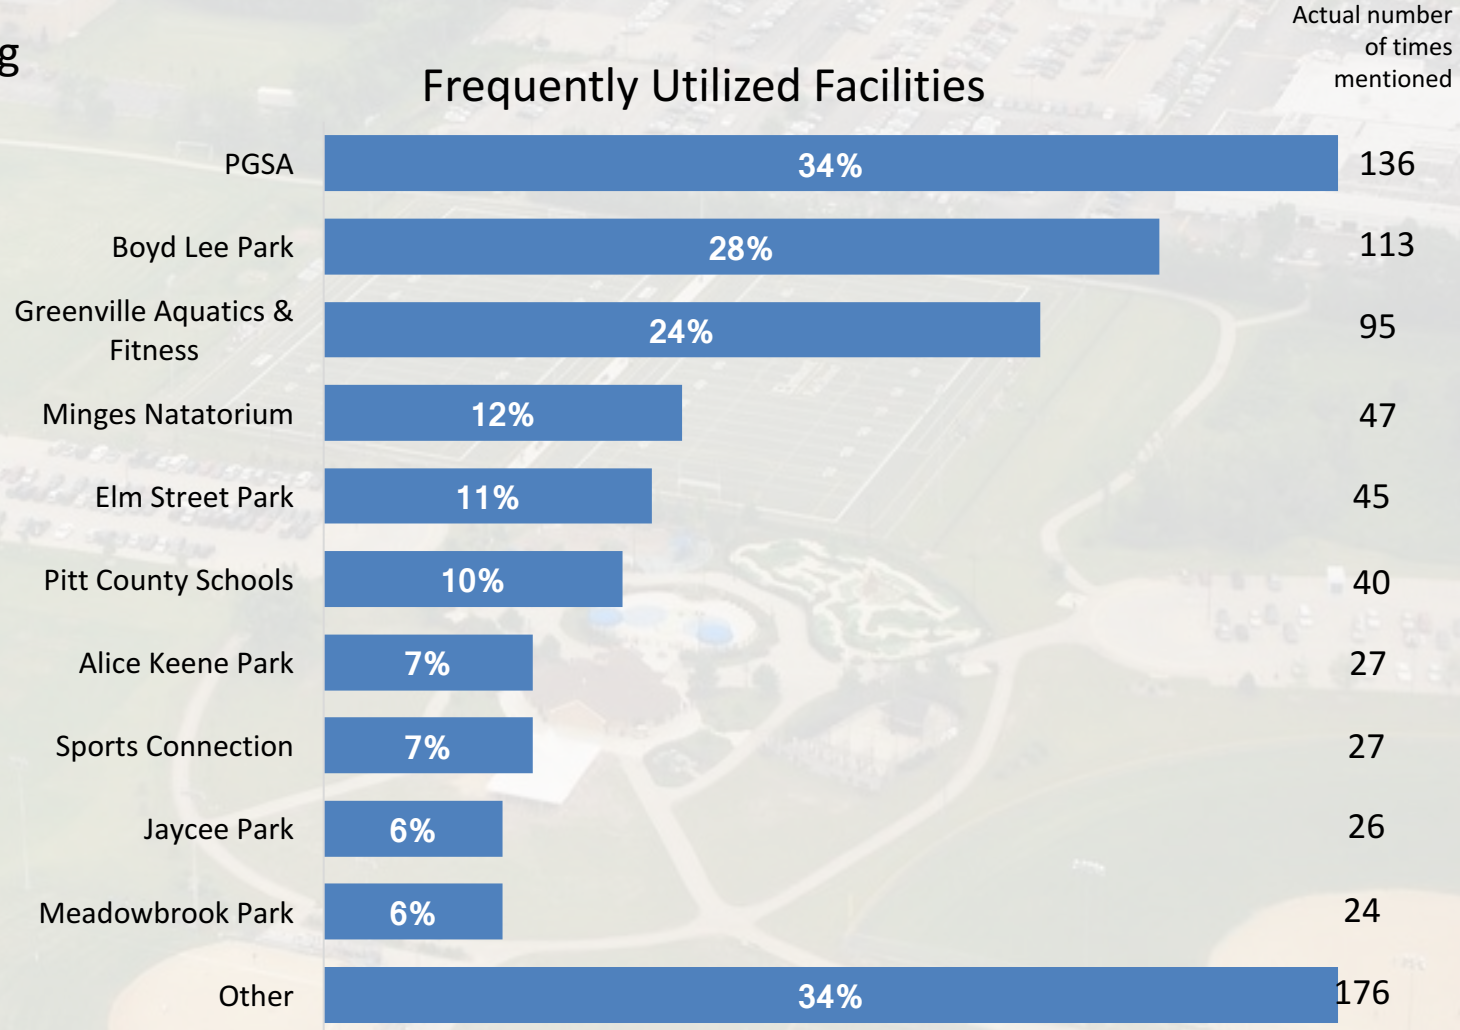 g
Actual number
of times
mentioned
Frequently Utilized Facilities
PGSA 34% 136
Boyd Lee Park 28% 113
Greenville Aquatics &
Fitness 24% 95
Minges Natatorium 12% 47
Elm Street Park 11% 45
Pitt County Schools 10% 40
Alice Keene Park 7% 27
Sports Connection 7% 27
Jaycee Park 6% 26
Meadowbrook Park 6% 24
Other 34% 176